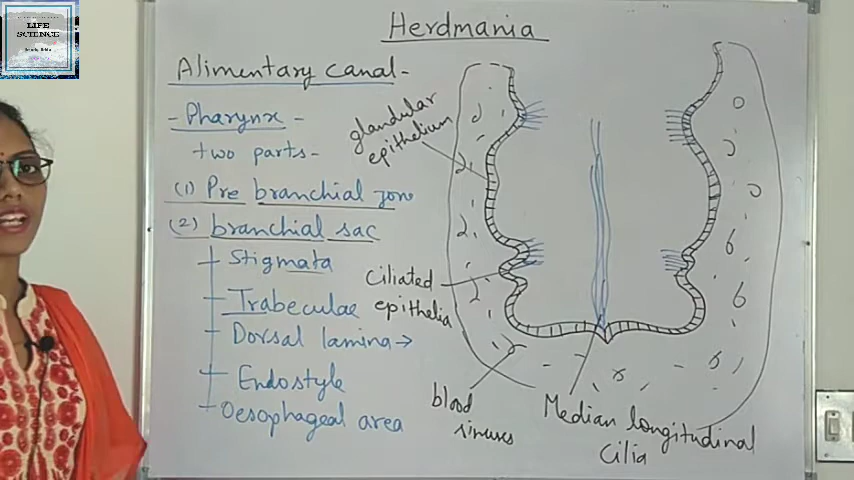 LIFE
SCIENCE
Herdmania
Alimentary canal-
- Pharynx -
two parts-
(1) Pre branchial zone
(2) branchial sac
Stigmata
Trabeculae
Dorsal lamina→
Endostyle
Oesophageal area
glandular
epithelium
Ciliated
epithelia
blood
sinuses
Median longitudinal
Cilia